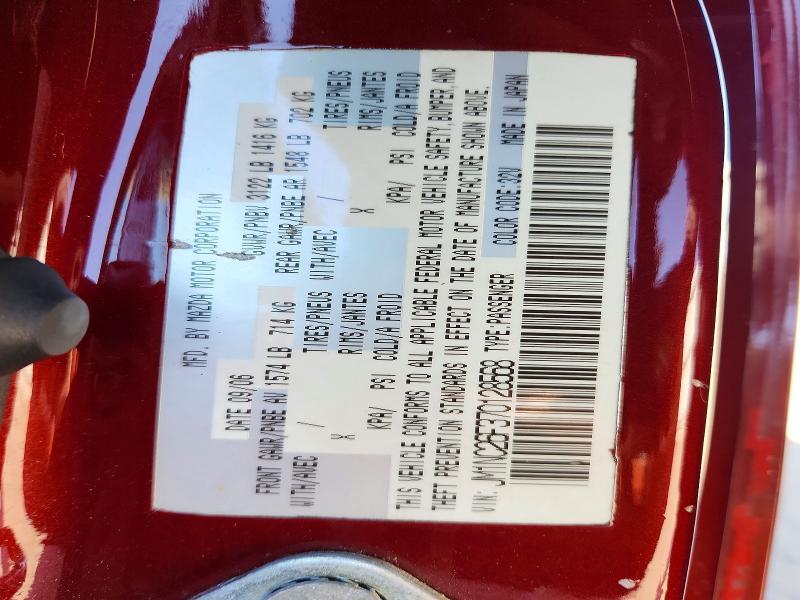 MFD. BY MAZDA MOTOR CORPORATION
DATE 09/06 GVWR/PNBV 3122 LB 1416 KG
FRONT GAWR/PNBE AV 1574 LB 714 KG REAR GAWR/PNBE AR 1548 LB 702 KG
WITH/AVEC / TIRES/PNEUS WITH/AVEC / TIRES/PNEUS
X RIMS/JANTES X RIMS/JANTES
KPA/ PSI COLD/A FROID KPA/ PSI COLD/A FROID
THIS VEHICLE CONFORMS TO ALL APPLICABLE FEDERAL MOTOR VEHICLE SAFETY BUMPER,AND
THEFT PREVENTION STANDARDS IN EFFECT ON THE DATE OF MANUFACTURE SHOWN ABOVE.
VIN: JM1NC26F370128568 TYPE:PASSENGER COLOR CODE:32V MADE IN JAPAN